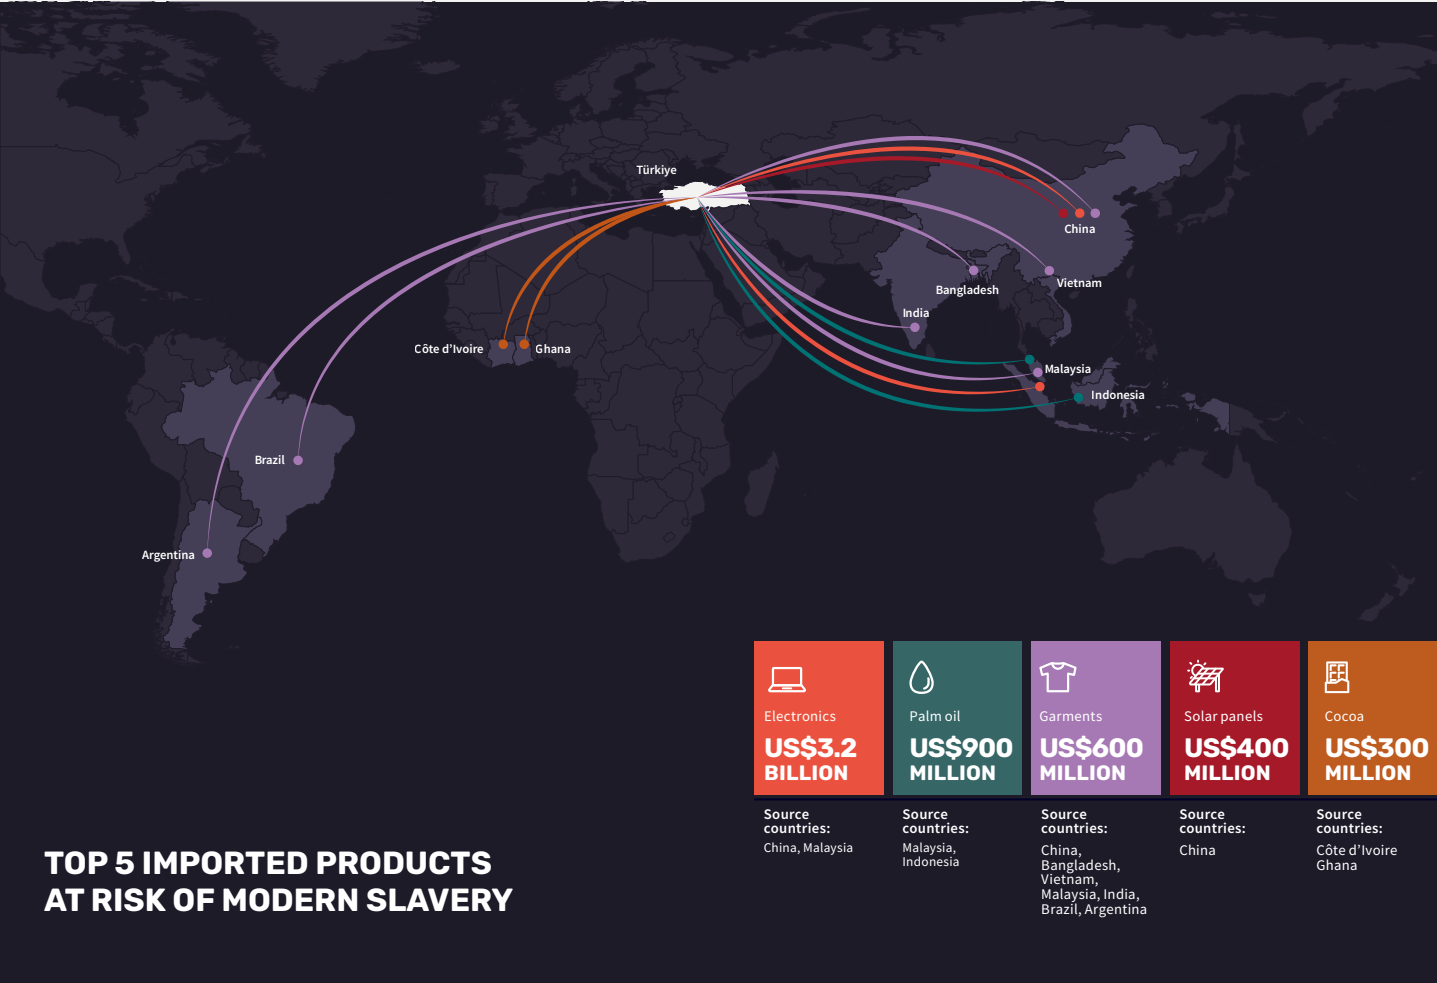 Türkiye
China
Vietnam
Bangladesh
India
Côte d'Ivoire
Ghana
Malaysia
Indonesia
Brazil
Argentina
Electronics
US$3.2
BILLION
Source
countries:
China, Malaysia
Palm oil
US$900
MILLION
Source
countries:
Malaysia,
Indonesia
Garments
US$600
MILLION
Source
countries:
China,
Bangladesh,
Vietnam,
Malaysia, India,
Brazil, Argentina
Solar panels
US$400
MILLION
Source
countries:
China
Cocoa
US$300
MILLION
Source
countries:
Côte d'Ivoire
Ghana
TOP 5 IMPORTED PRODUCTS
AT RISK OF MODERN SLAVERY